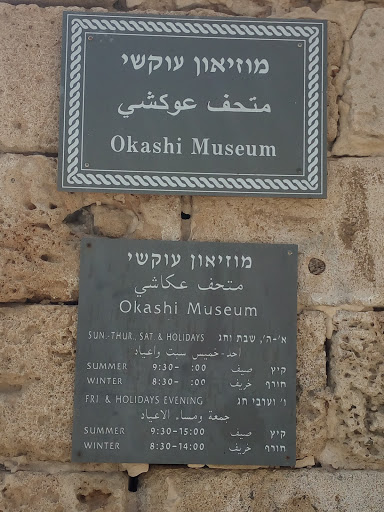 מוזיאון עוקשי
متحف عوكشي
Okashi Museum
מוזיאון עוקשי
متحف عكاشي
Okashi Museum
SUN.-THUR., SAT. & HOLIDAYS א'-ה', שבת וחג
احد-خميس سبت واعياد
SUMMER 9:30- :00 صيف קיץ
WINTER 8:30- :00 خريف חורף
FRI. & HOLIDAYS EVENING ו' וערבי חג
جمعة ومساء الاعياد
SUMMER 9:30-15:00 صيف קיץ
WINTER 8:30-14:00 خريف חורף